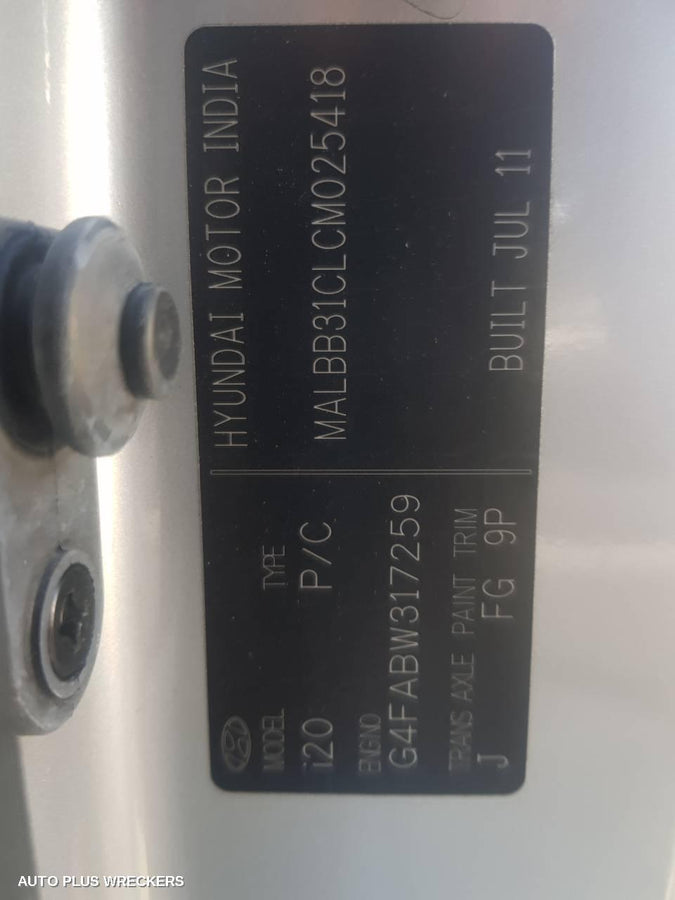 HYUNDAI MOTOR INDIA
MODEL TYPE
i20 P/C
MALBB31CLCM025418
ENGNO
G4FABW317259
TRANS AXLE PAINT TRIM
J FG 9P
BUILT JUL 11
AUTO PLUS WRECKERS